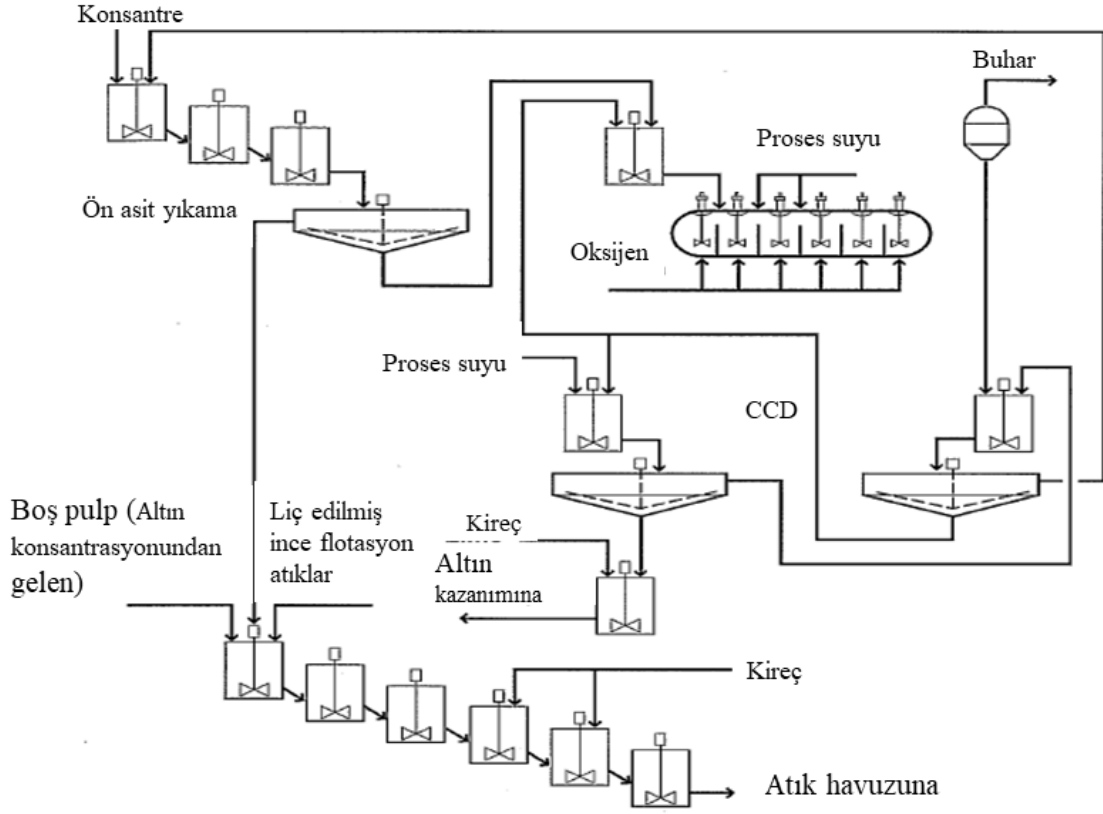 Konsantre
Buhar
Proses suyu
Ön asit yıkama
Oksijen
Proses suyu
CCD
Boş pulp (Altın
konsantrasyonundan
gelen)
Liç edilmiş
ince flotasyon
atıklar
Kireç
Altın
kazanımına
Kireç
Atık havuzuna